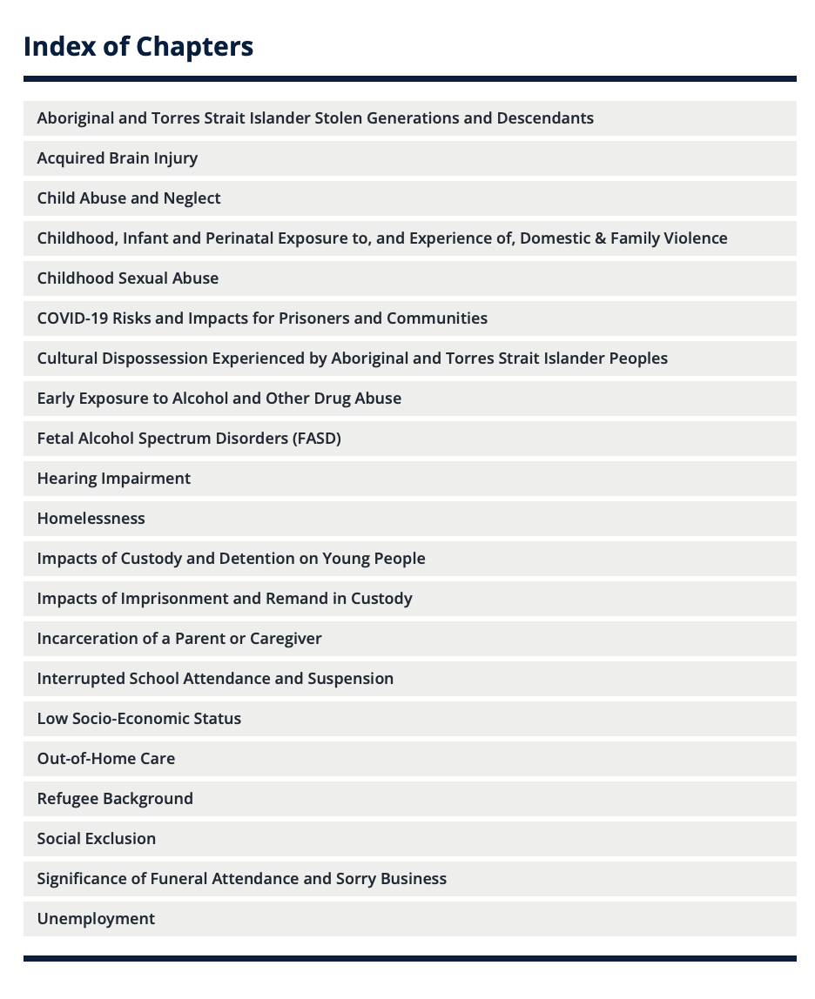 Index of Chapters
Aboriginal and Torres Strait Islander Stolen Generations and Descendants
Acquired Brain Injury
Child Abuse and Neglect
Childhood, Infant and Perinatal Exposure to, and Experience of, Domestic & Family Violence
Childhood Sexual Abuse
COVID-19 Risks and Impacts for Prisoners and Communities
Cultural Dispossession Experienced by Aboriginal and Torres Strait Islander Peoples
Early Exposure to Alcohol and Other Drug Abuse
Fetal Alcohol Spectrum Disorders (FASD)
Hearing Impairment
Homelessness
Impacts of Custody and Detention on Young People
Impacts of Imprisonment and Remand in Custody
Incarceration of a Parent or Caregiver
Interrupted School Attendance and Suspension
Low Socio-Economic Status
Out-of-Home Care
Refugee Background
Social Exclusion
Significance of Funeral Attendance and Sorry Business
Unemployment